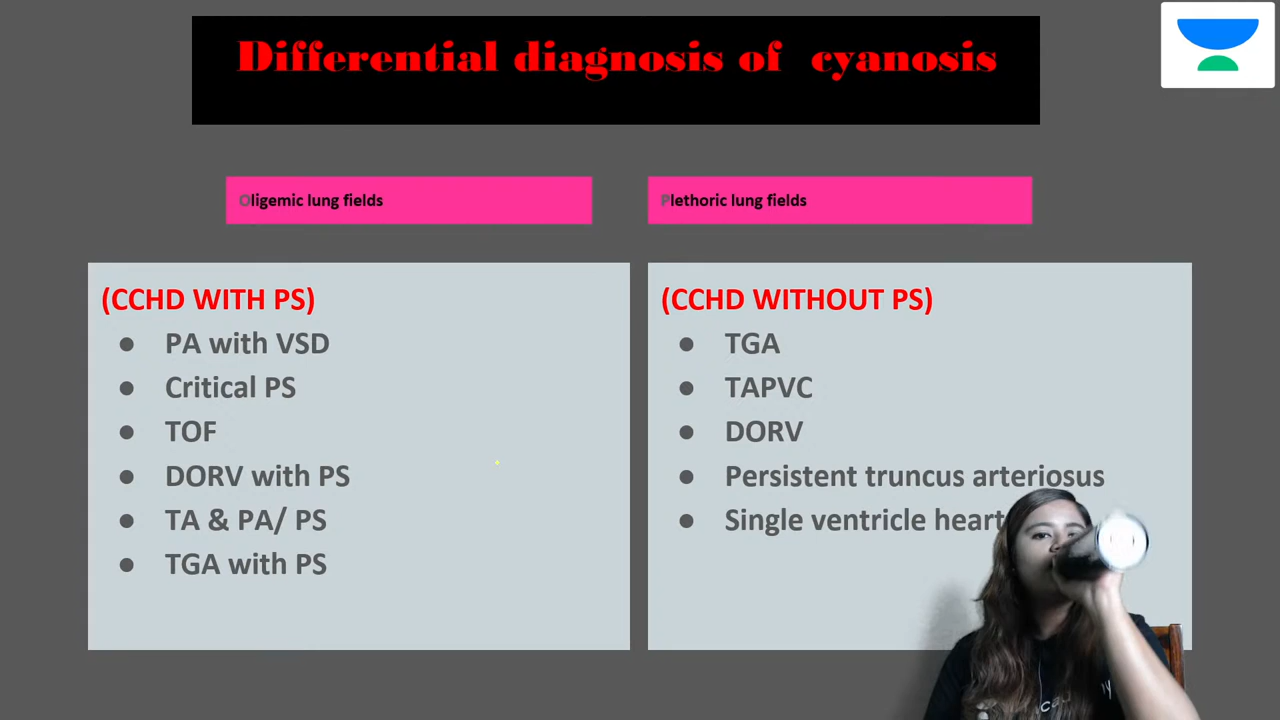 Differential diagnosis of cyanosis
Oligemic lung fields
Plethoric lung fields
(CCHD WITH PS)
● PA with VSD
● Critical PS
● TOF
● DORV with PS
● TA & PA/ PS
● TGA with PS
(CCHD WITHOUT PS)
● TGA
● TAPVC
● DORV
● Persistent truncus arteriosus
● Single ventricle heart